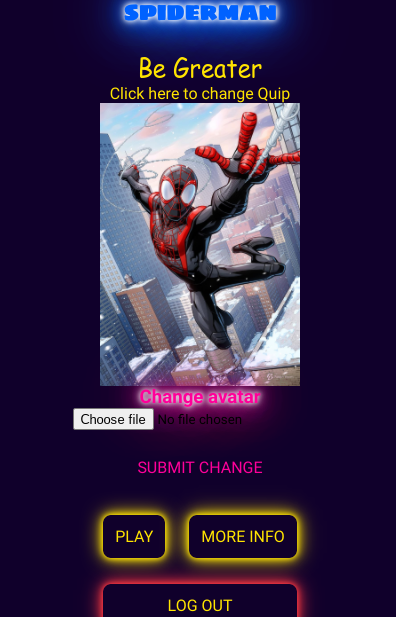 SPIDERMAN
Be Greater
Click here to change Quip
Change avatar
Choose file No file chosen
SUBMIT CHANGE
PLAY MORE INFO
LOG OUT